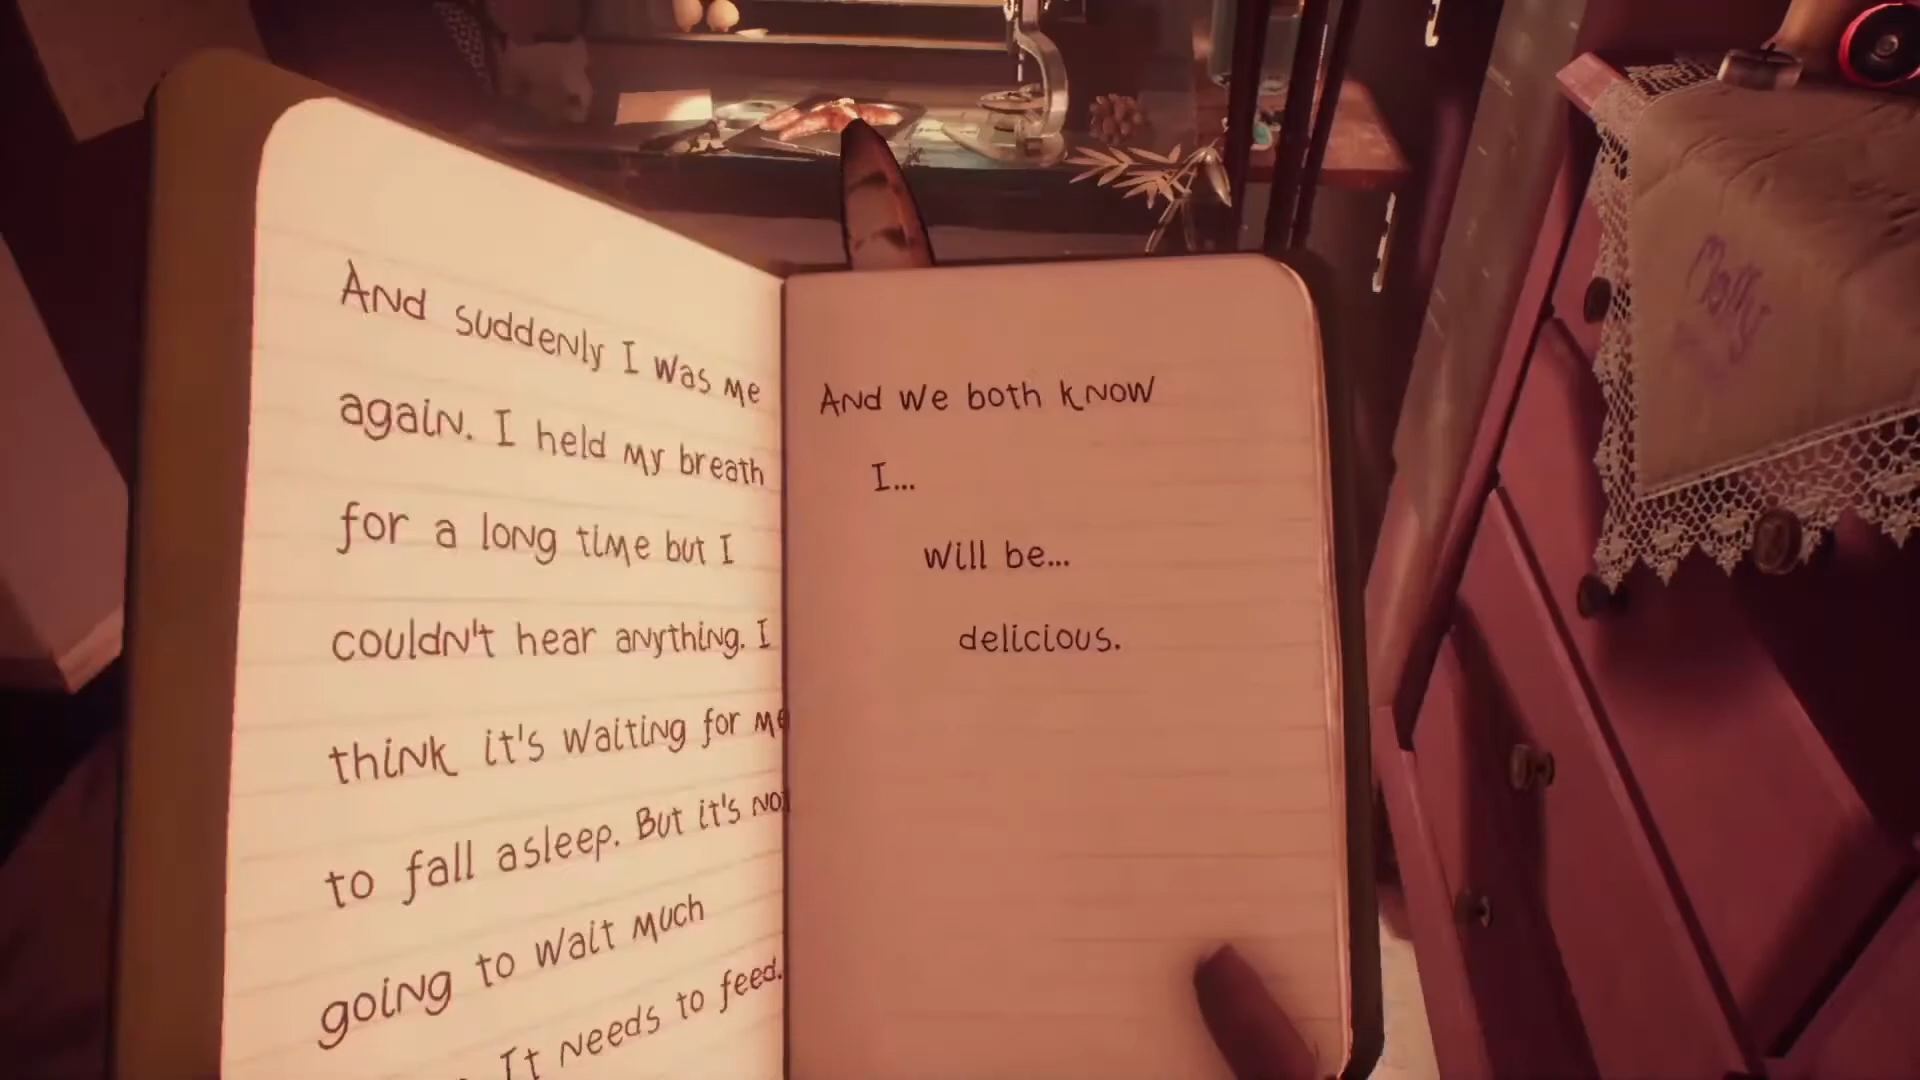 And suddenly I was me
again. I held my breath
for a long time but I
couldn't hear anything. I
think it's waiting for me
to fall asleep. But it's not
going to wait much
It needs to feed.
And we both know
I...
will be...
delicious.
Molly's